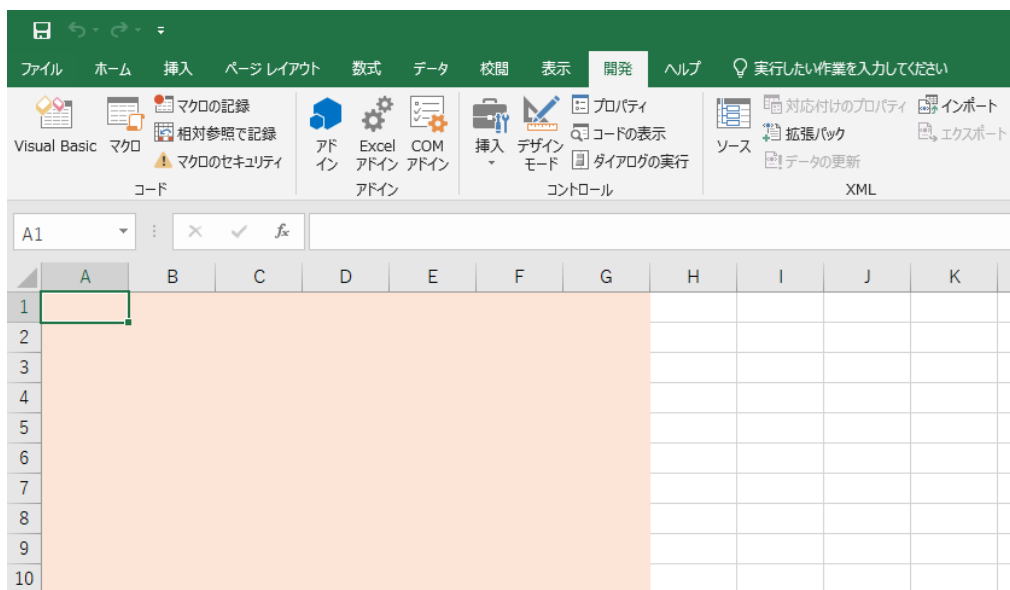 ファイル ホーム 挿入 ページ レイアウト 数式 データ 校閲 表示 開発 ヘルプ 実行したい作業を入力してください
Visual Basic
マクロ
マクロの記録
相対参照で記録
マクロのセキュリティ
コード
アド
イン
Excel
アドイン
COM
アドイン
アドイン
挿入
デザイン
モード
プロパティ
コードの表示
ダイアログの実行
コントロール
ソース
対応付けのプロパティ
拡張パック
データの更新
インポート
エクスポート
XML
A1 fx
A B C D E F G H I J K
1
2
3
4
5
6
7
8
9
10